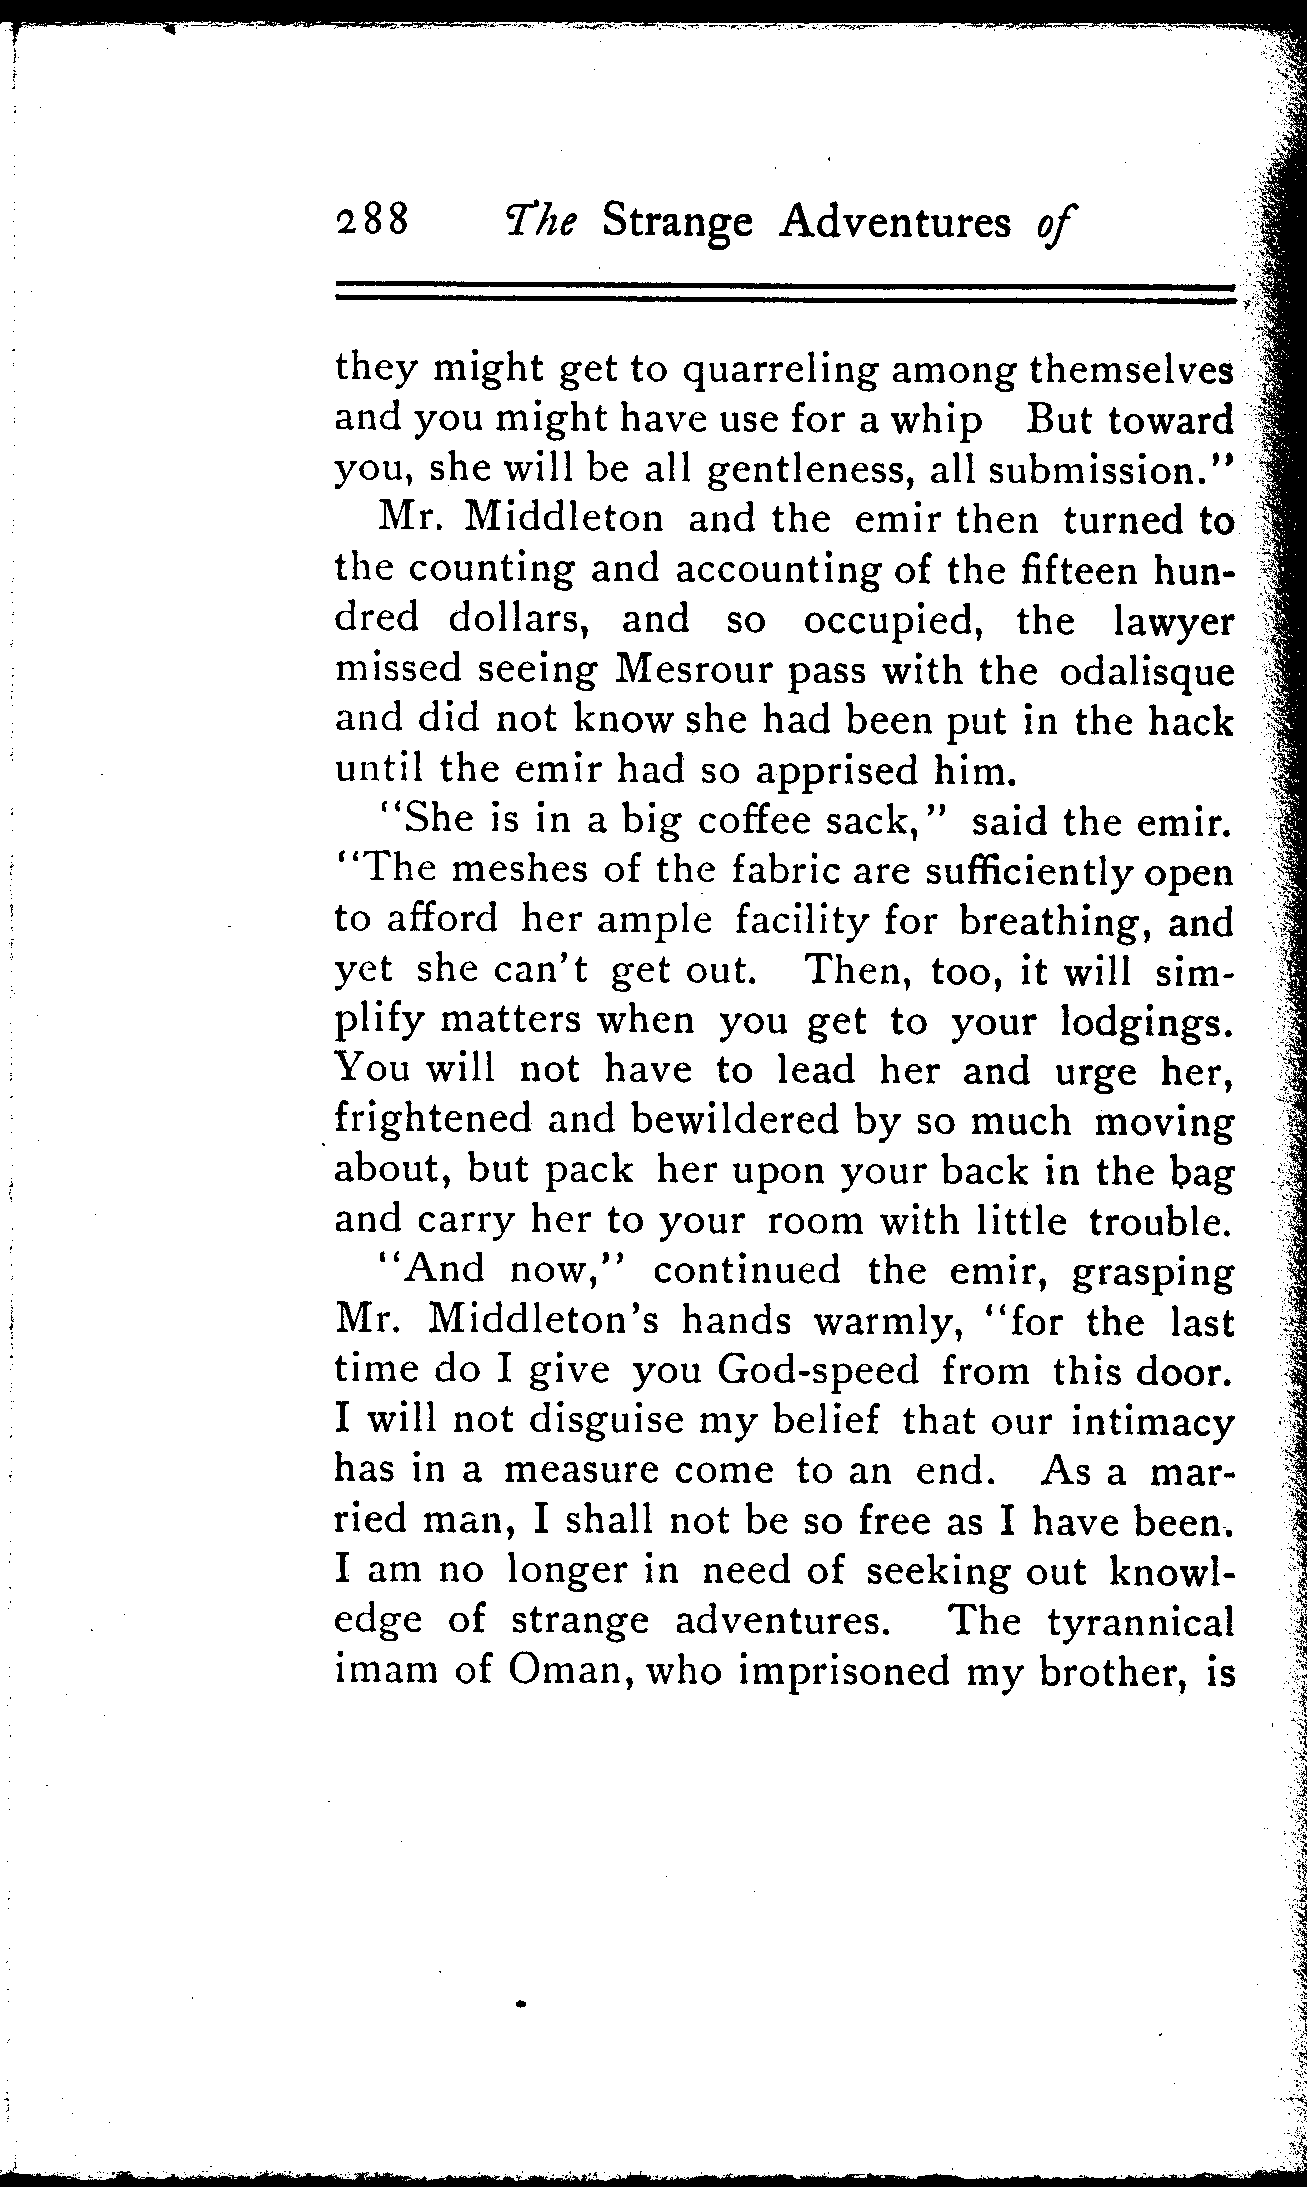 288 The Strange Adventures of
they might get to quarreling among themselves
and you might have use for a whip But toward
you, she will be all gentleness, all submission."
Mr. Middleton and the emir then turned to
the counting and accounting of the fifteen hun-
dred dollars, and so occupied, the lawyer
missed seeing Mesrour pass with the odalisque
and did not know she had been put in the hack
until the emir had so apprised him.
"She is in a big coffee sack," said the emir.
"The meshes of the fabric are sufficiently open
to afford her ample facility for breathing, and
yet she can't get out. Then, too, it will sim-
plify matters when you get to your lodgings.
You will not have to lead her and urge her,
frightened and bewildered by so much moving
about, but pack her upon your back in the bag
and carry her to your room with little trouble.
"And now," continued the emir, grasping
Mr. Middleton's hands warmly, "for the last
time do I give you God-speed from this door.
I will not disguise my belief that our intimacy
has in a measure come to an end. As a mar-
ried man, I shall not be so free as I have been.
I am no longer in need of seeking out knowl-
edge of strange adventures. The tyrannical
imam of Oman, who imprisoned my brother, is